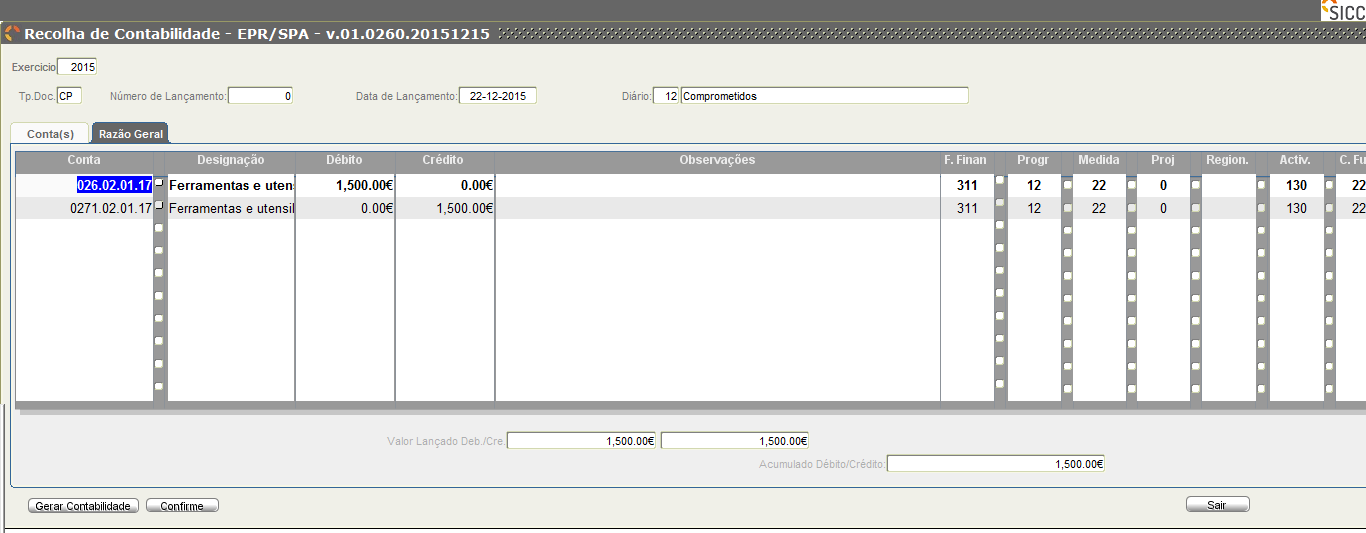 SICC
Recolha de Contabilidade - EPR/SPA - v.01.0260.20151215
Exercicio 2015
Tp.Doc. CP Número de Lançamento: 0 Data de Lançamento: 22-12-2015 Diário: 12 Comprometidos
Conta(s) Razão Geral
Conta Designação Débito Crédito Observações F. Finan Progr Medida Proj Region. Activ. C. Fu
026.02.01.17 Ferramentas e uten: 1,500.00€ 0.00€ 311 12 22 0 130 22
0271.02.01.17 Ferramentas e utensil 0.00€ 1,500.00€ 311 12 22 0 130 22
Valor Lançado Deb./Cre. 1,500.00€ 1,500.00€
Acumulado Débito/Crédito: 1,500.00€
Gerar Contabilidade Confirme Sair